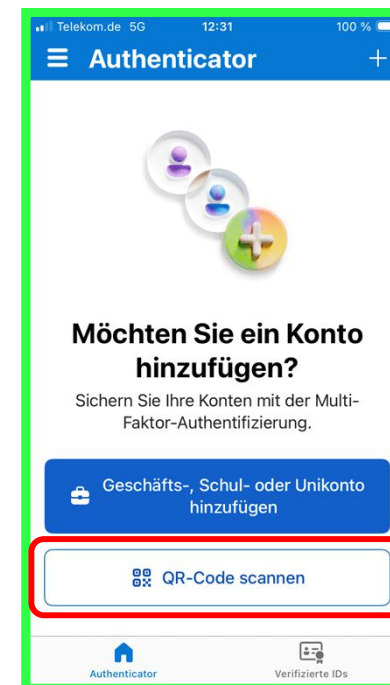 Telekom.de 5G 12:31 100 %
Authenticator
Möchten Sie ein Konto
hinzufügen?
Sichern Sie Ihre Konten mit der Multi-
Faktor-Authentifizierung.
Geschäfts-, Schul- oder Unikonto
hinzufügen
QR-Code scannen
Authenticator Verifizierte IDs